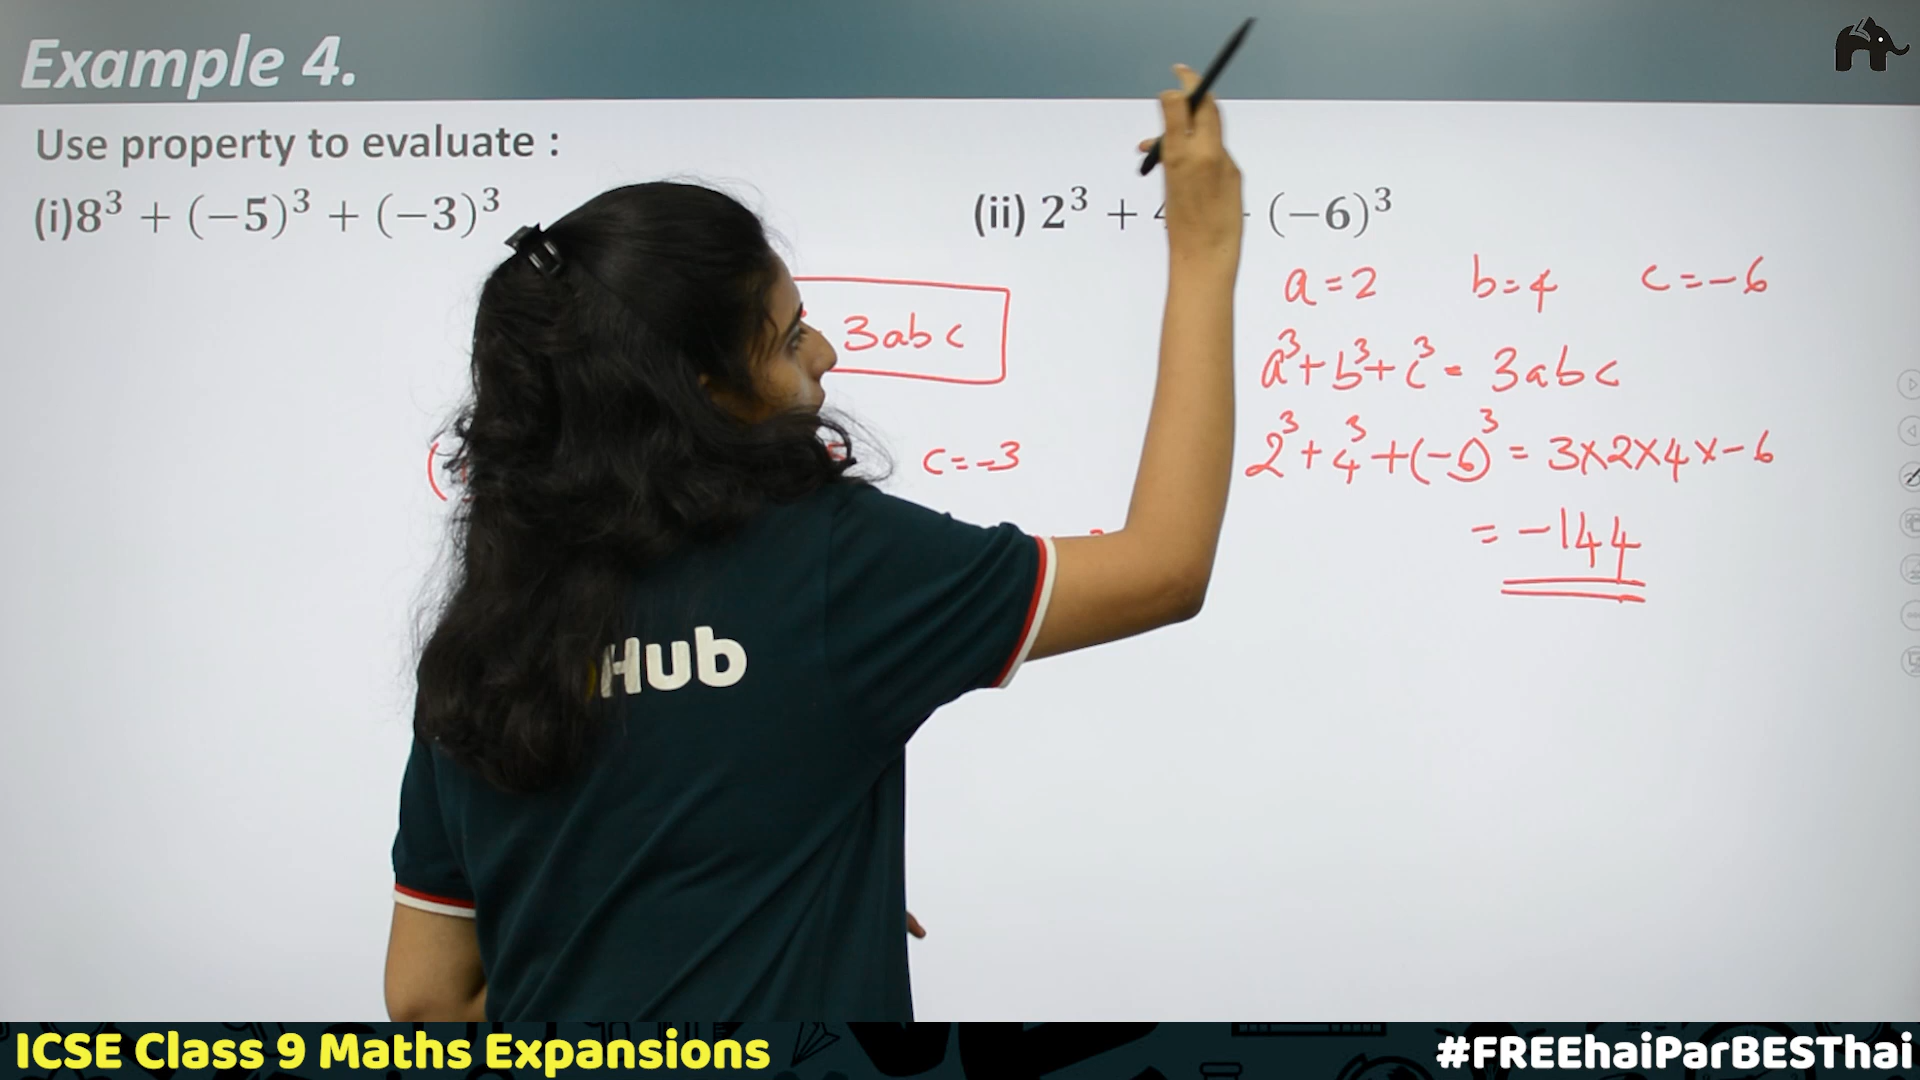 Example 4.
Use property to evaluate :
(i)8³ + (−5)³ + (−3)³
3abc
c=-3
(ii) 2³ + (−6)³
a=2 b=4 c=-6
a³+b³+c³= 3abc
2³+4³+(-6)³ = 3×2×4×-6
= -144
Hub
ICSE Class 9 Maths Expansions
#FREEhaiParBESThai